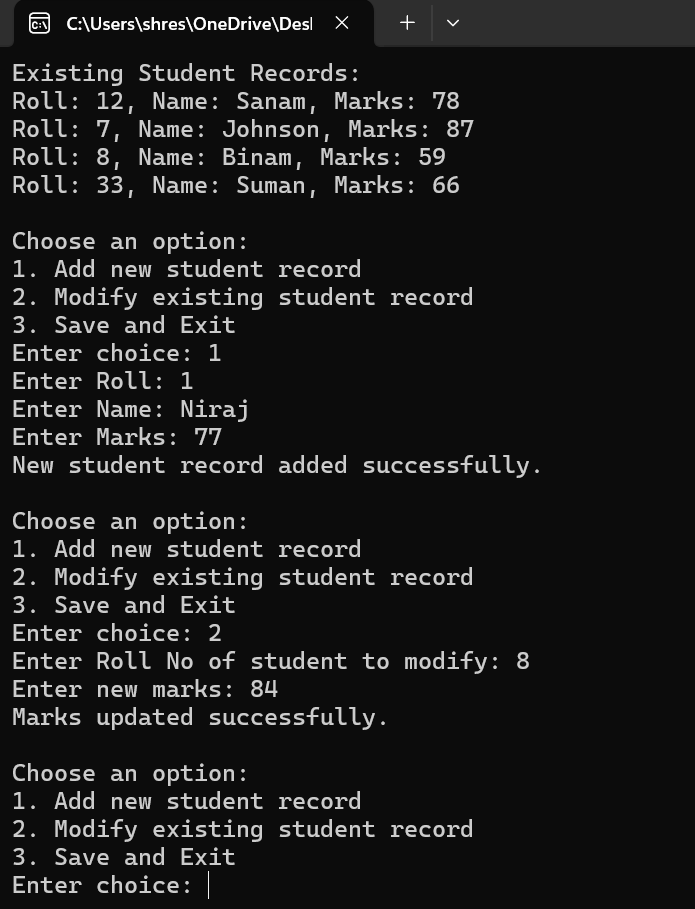 C:\Users\shres\OneDrive\Des
Existing Student Records:
Roll: 12, Name: Sanam, Marks: 78
Roll: 7, Name: Johnson, Marks: 87
Roll: 8, Name: Binam, Marks: 59
Roll: 33, Name: Suman, Marks: 66
Choose an option:
1. Add new student record
2. Modify existing student record
3. Save and Exit
Enter choice: 1
Enter Roll: 1
Enter Name: Niraj
Enter Marks: 77
New student record added successfully.
Choose an option:
1. Add new student record
2. Modify existing student record
3. Save and Exit
Enter choice: 2
Enter Roll No of student to modify: 8
Enter new marks: 84
Marks updated successfully.
Choose an option:
1. Add new student record
2. Modify existing student record
3. Save and Exit
Enter choice: